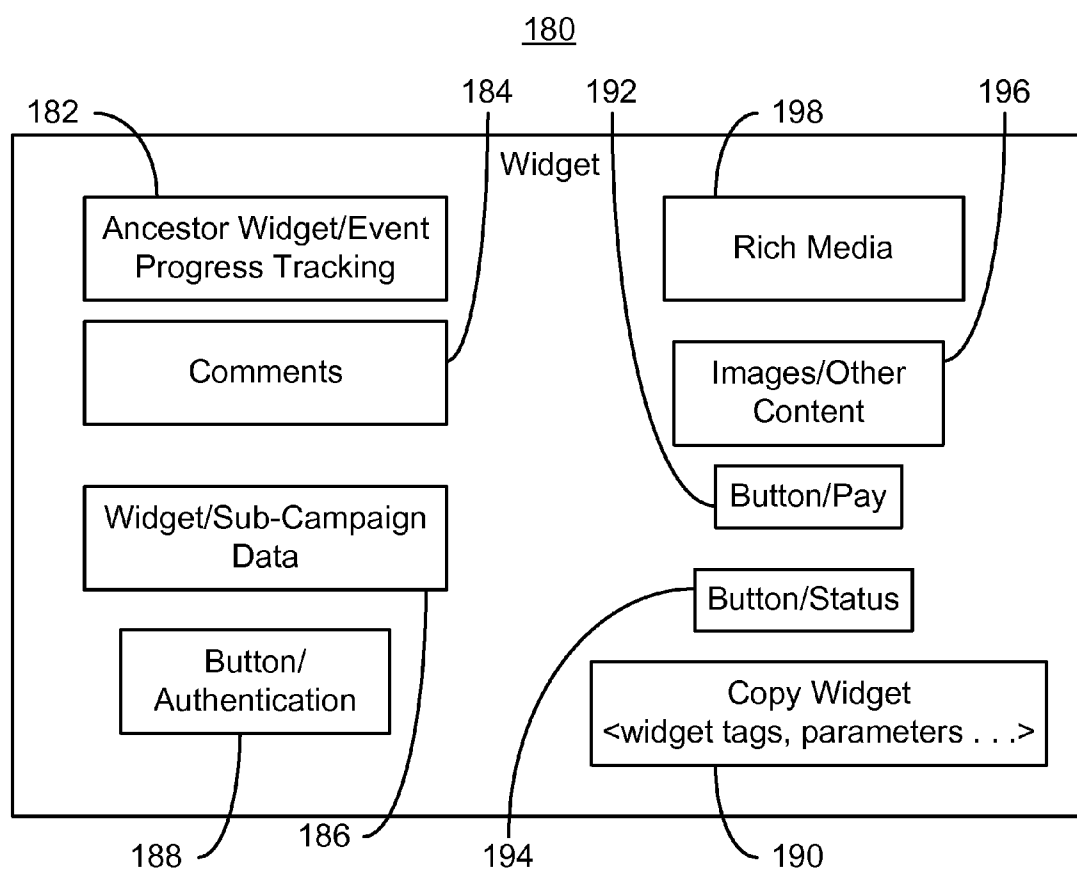 180
184
192
196
182
198
Widget
Ancestor Widget/Event
Progress Tracking
Rich Media
Comments
Images/Other
Content
Button/Pay
Widget/Sub-Campaign
Data
Button/Status
Button/
Authentication
Copy Widget
<widget tags, parameters . . .>
186
188
194
190